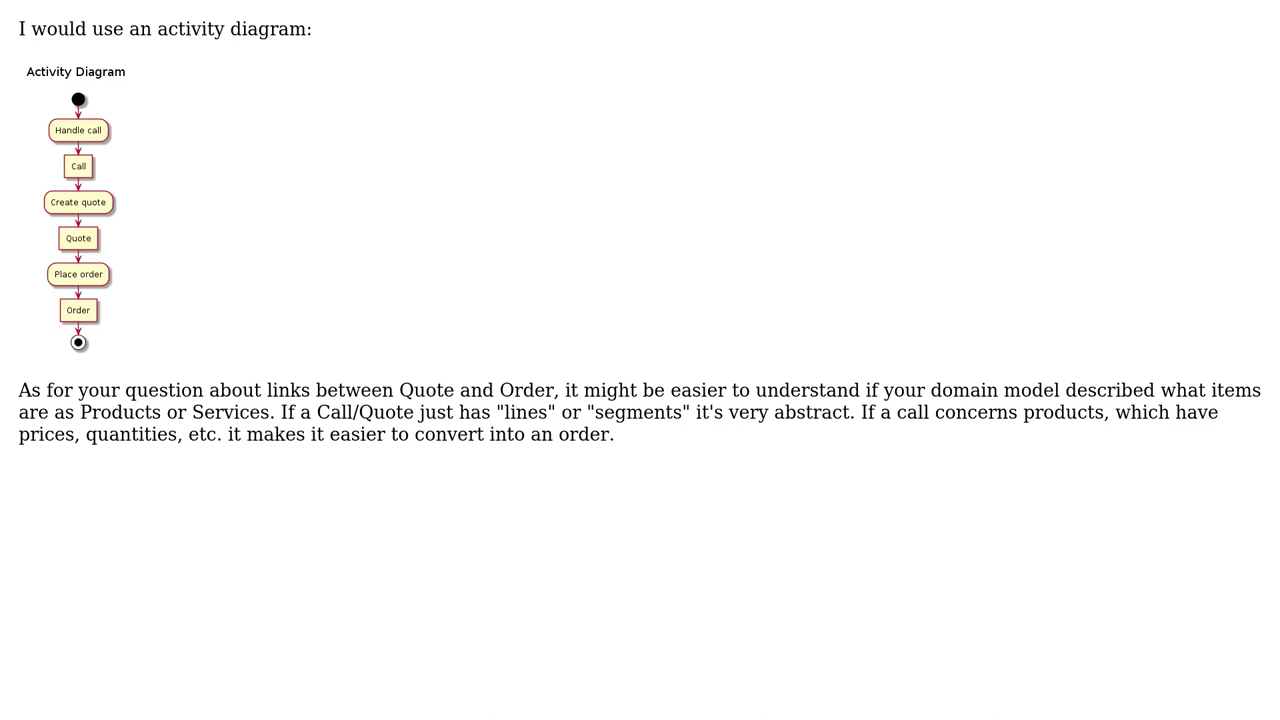 I would use an activity diagram:
Activity Diagram
Handle call
Call
Create quote
Quote
Place order
Order
As for your question about links between Quote and Order, it might be easier to understand if your domain model described what items
are as Products or Services. If a Call/Quote just has "lines" or "segments" it's very abstract. If a call concerns products, which have
prices, quantities, etc. it makes it easier to convert into an order.